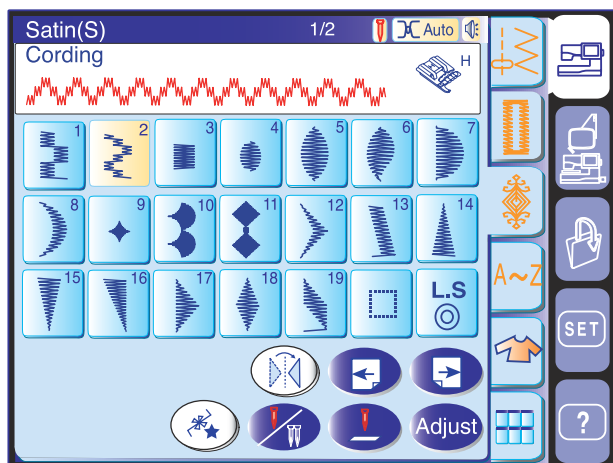 Satin(S) 1/2 Auto
Cording H
1 2 3 4 5 6 7
8 9 10 11 12 13 14
15 16 17 18 19 L.S
A~Z
SET
Adjust ?